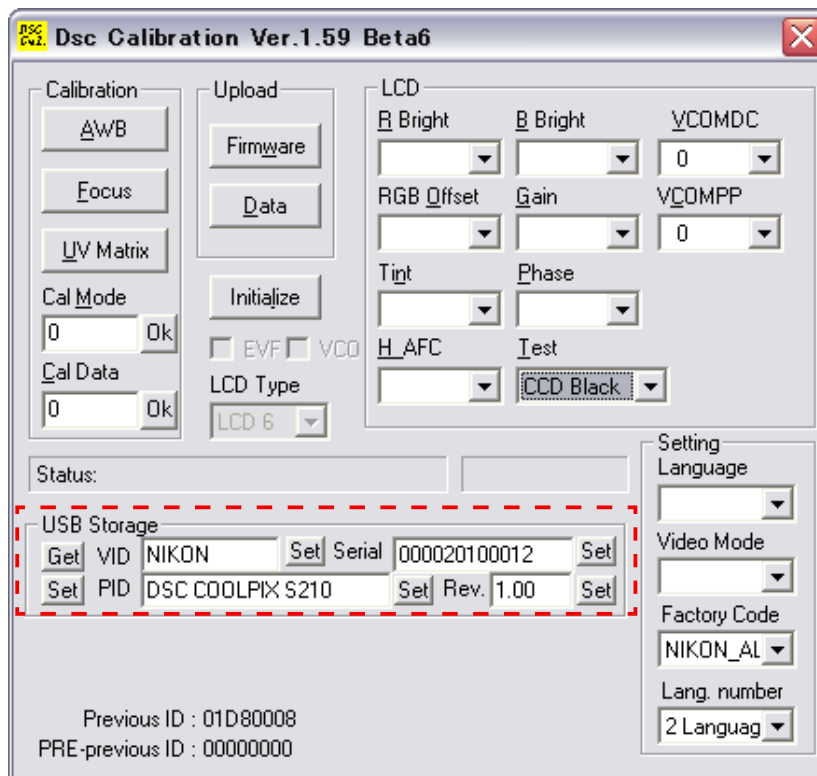 DSC Cal. Dsc Calibration Ver.1.59 Beta6
Calibration
AWB
Focus
UV Matrix
Cal Mode
0 Ok
Cal Data
0 Ok
Upload
Firmware
Data
Initialize
EVF VCO
LCD Type
LCD 6
LCD
R Bright B Bright VCOMDC
0
RGB Offset Gain VCOMPP
0
Tint Phase
H_AFC Test
CCD Black
Status:
USB Storage
Get VID NIKON Set Serial 000020100012 Set
Set PID DSC COOLPIX S210 Set Rev. 1.00 Set
Setting
Language
Video Mode
Factory Code
NIKON_AL
Lang. number
2 Languag
Previous ID : 01D80008
PRE-previous ID : 00000000